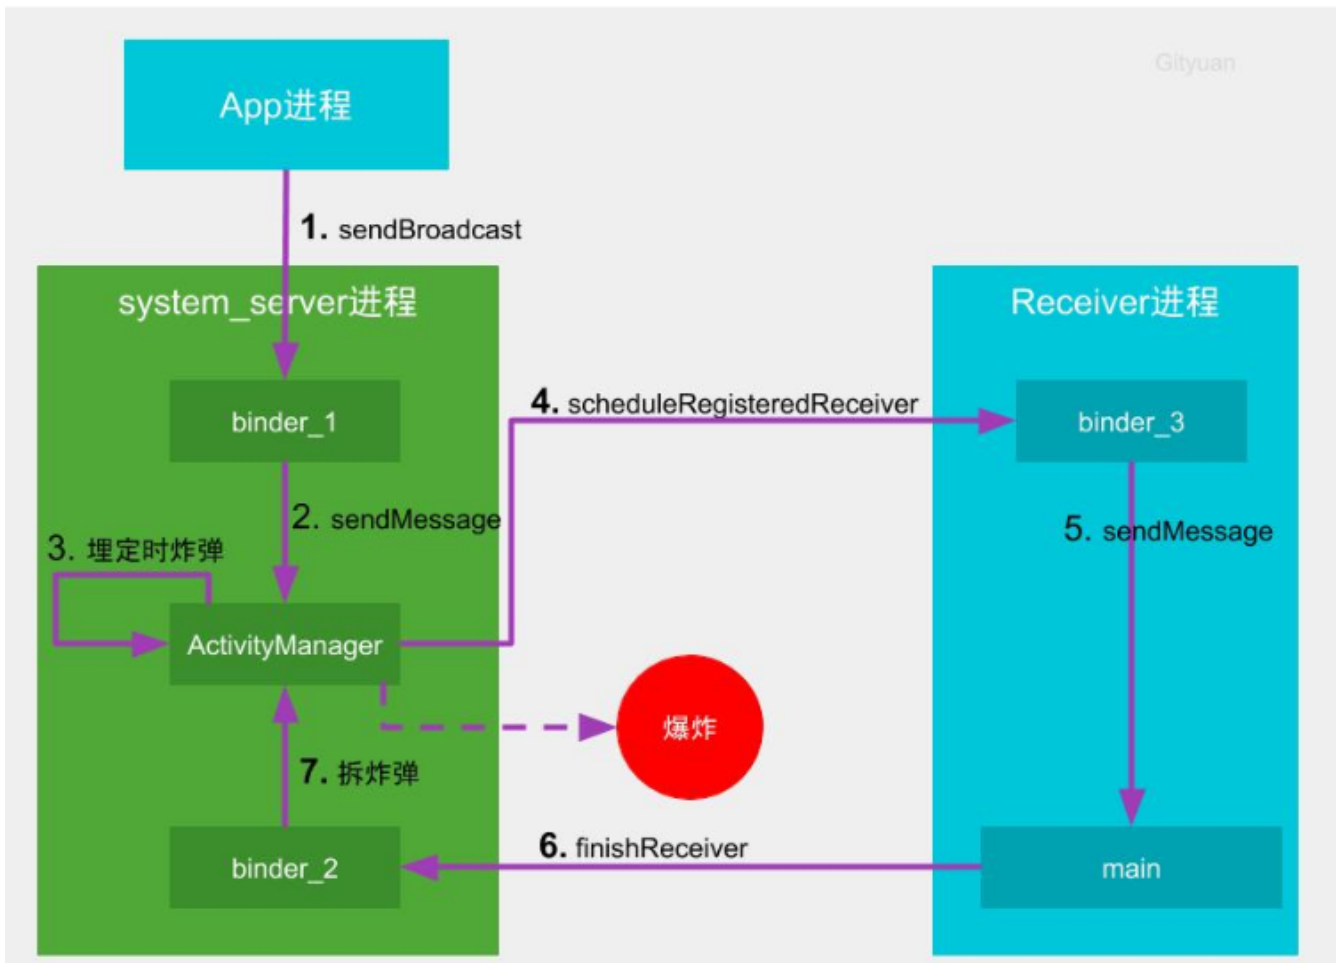 Gityuan
App进程
1. sendBroadcast
system_server进程
Receiver进程
binder_1
4. scheduleRegisteredReceiver
binder_3
2. sendMessage
5. sendMessage
3. 埋定时炸弹
ActivityManager
爆炸
7. 拆炸弹
6. finishReceiver
binder_2
main